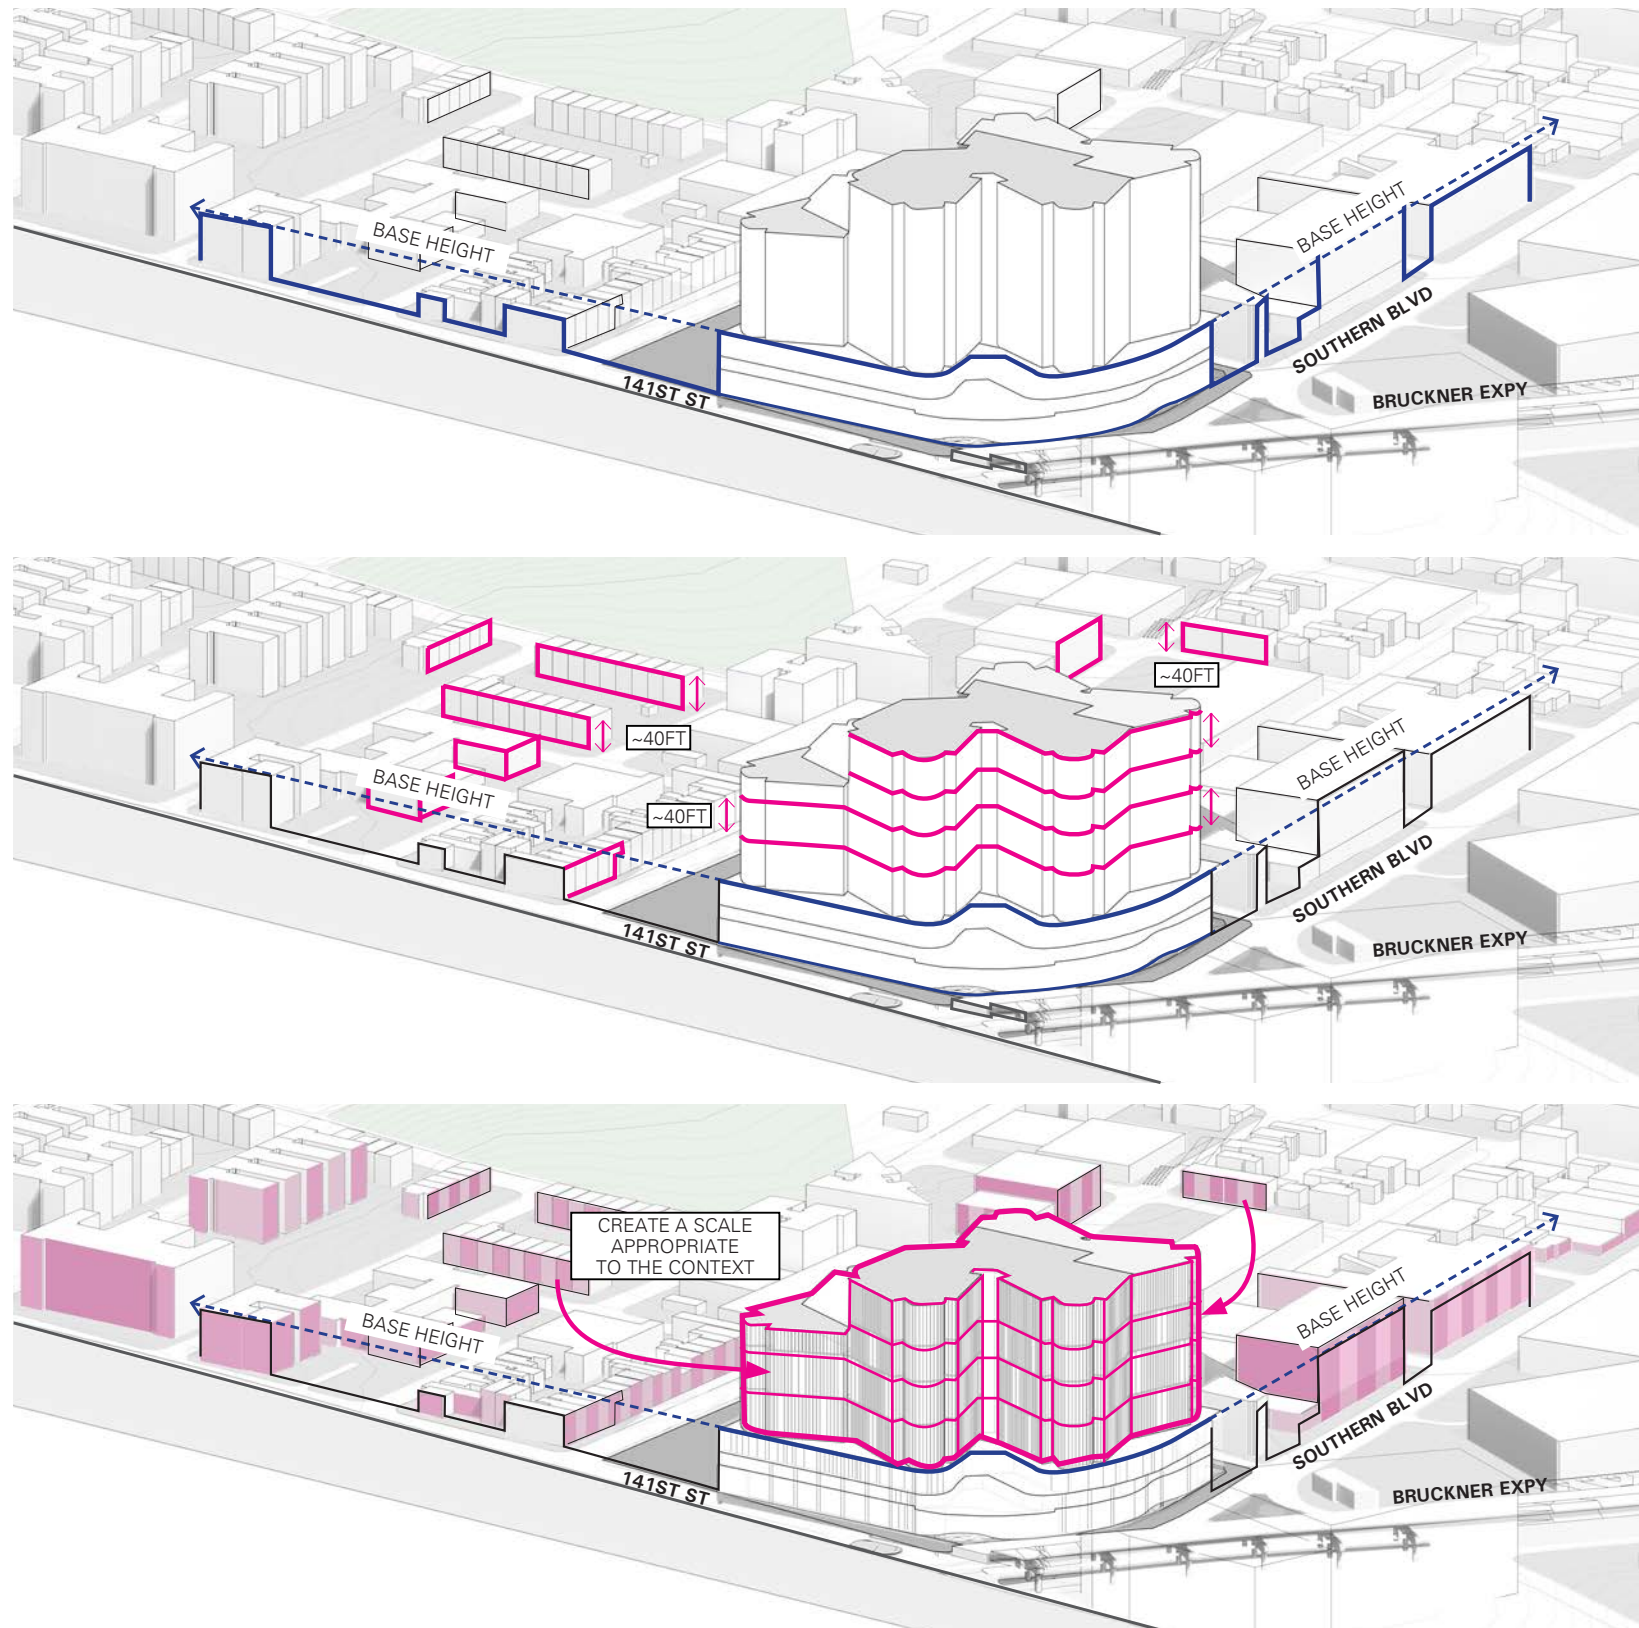 BASE HEIGHT
BASE HEIGHT
SOUTHERN BLVD
141ST ST
BRUCKNER EXPY
~40FT
~40FT
BASE HEIGHT
BASE HEIGHT
~40FT
SOUTHERN BLVD
141ST ST
BRUCKNER EXPY
CREATE A SCALE
APPROPRIATE
TO THE CONTEXT
BASE HEIGHT
BASE HEIGHT
SOUTHERN BLVD
141ST ST
BRUCKNER EXPY